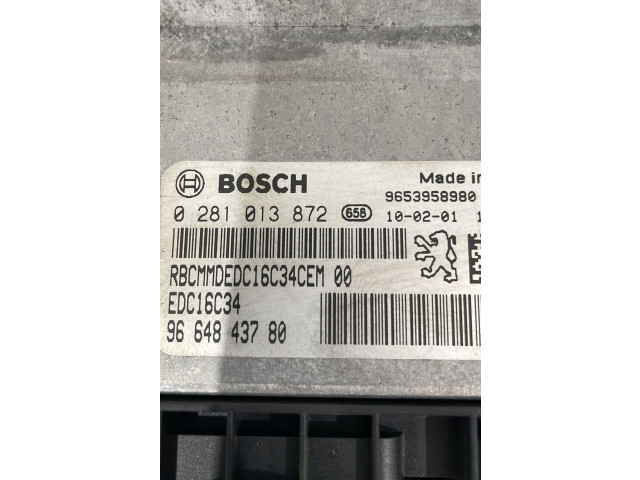 BOSCH
Made in
9653958980
0 281 013 872 658 10-02-01 1
RBCMMDEDC16C34CEM 00
EDC16C34
96 648 437 80